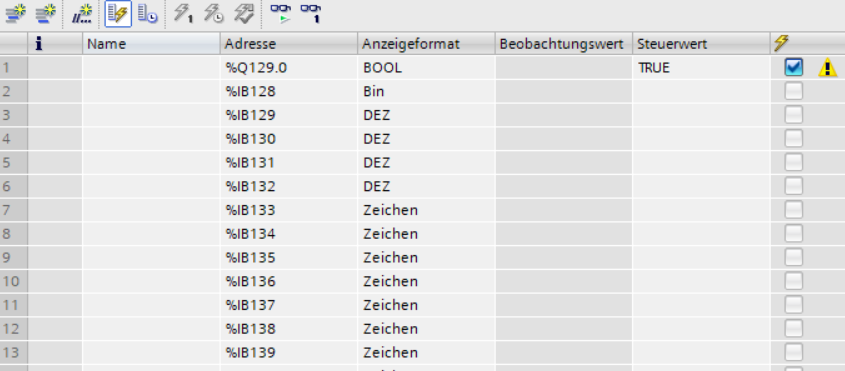 i Name Adresse Anzeigeformat Beobachtungswert Steuerwert
1 %Q129.0 BOOL TRUE
2 %IB128 Bin
3 %IB129 DEZ
4 %IB130 DEZ
5 %IB131 DEZ
6 %IB132 DEZ
7 %IB133 Zeichen
8 %IB134 Zeichen
9 %IB135 Zeichen
10 %IB136 Zeichen
11 %IB137 Zeichen
12 %IB138 Zeichen
13 %IB139 Zeichen